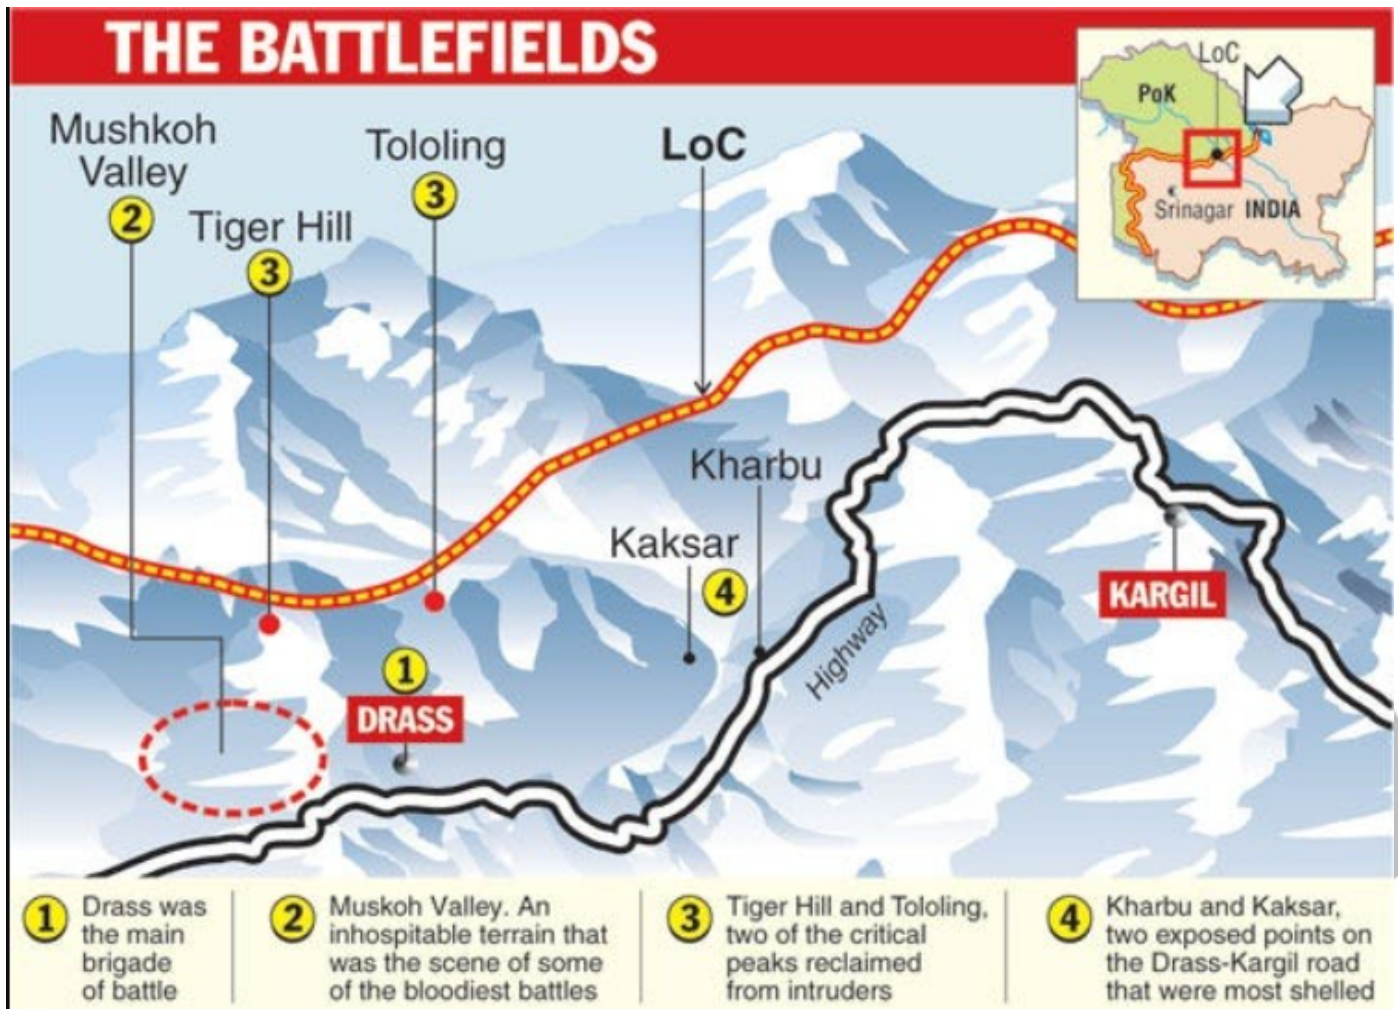 THE BATTLEFIELDS
LoC
PoK
Srinagar INDIA
Mushkoh
Valley
2
Tiger Hill
3
Tololing
3
LoC
Kharbu
Kaksar
4
Highway
KARGIL
1
DRASS
1 Drass was
the main
brigade
of battle
2 Muskoh Valley. An
inhospitable terrain that
was the scene of some
of the bloodiest battles
3 Tiger Hill and Tololing,
two of the critical
peaks reclaimed
from intruders
4 Kharbu and Kaksar,
two exposed points on
the Drass-Kargil road
that were most shelled